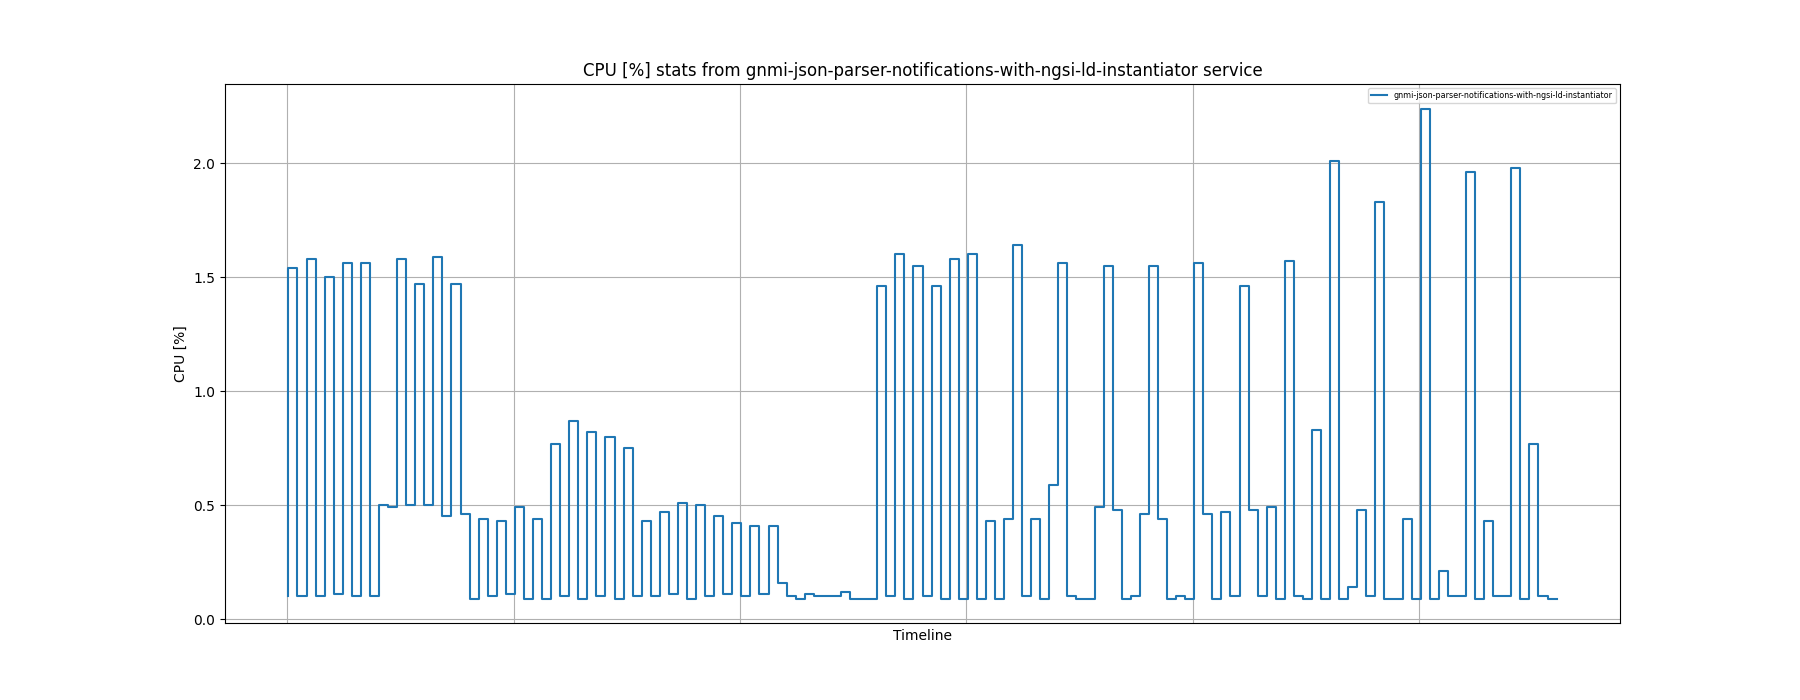 CPU [%] stats from gnmi-json-parser-notifications-with-ngsi-ld-instantiator service
gnmi-json-parser-notifications-with-ngsi-ld-instantiator
2.0
1.5
1.0
0.5
0.0
CPU [%]
Timeline